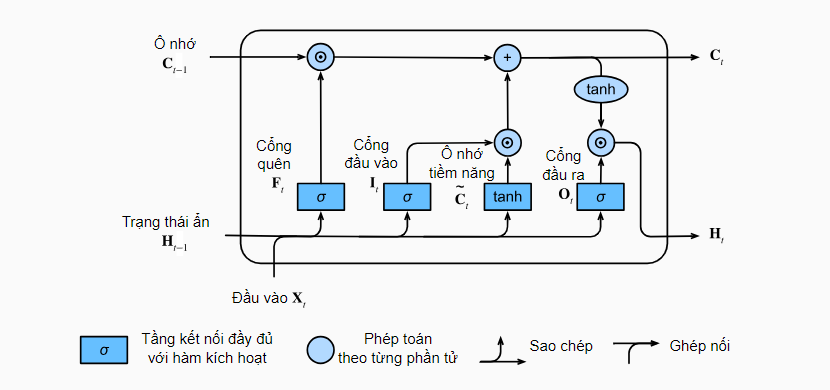 Ô nhớ
C_{t−1}
C_t
tanh
Cổng
quên
F_t
Cổng
đầu vào
I_t
Ô nhớ
tiềm năng
C̃_t
Cổng
đầu ra
O_t
σ
σ
tanh
σ
Trạng thái ẩn
H_{t−1}
H_t
Đầu vào X_t
σ
Tầng kết nối đầy đủ
với hàm kích hoạt
Phép toán
theo từng phần tử
Sao chép
Ghép nối